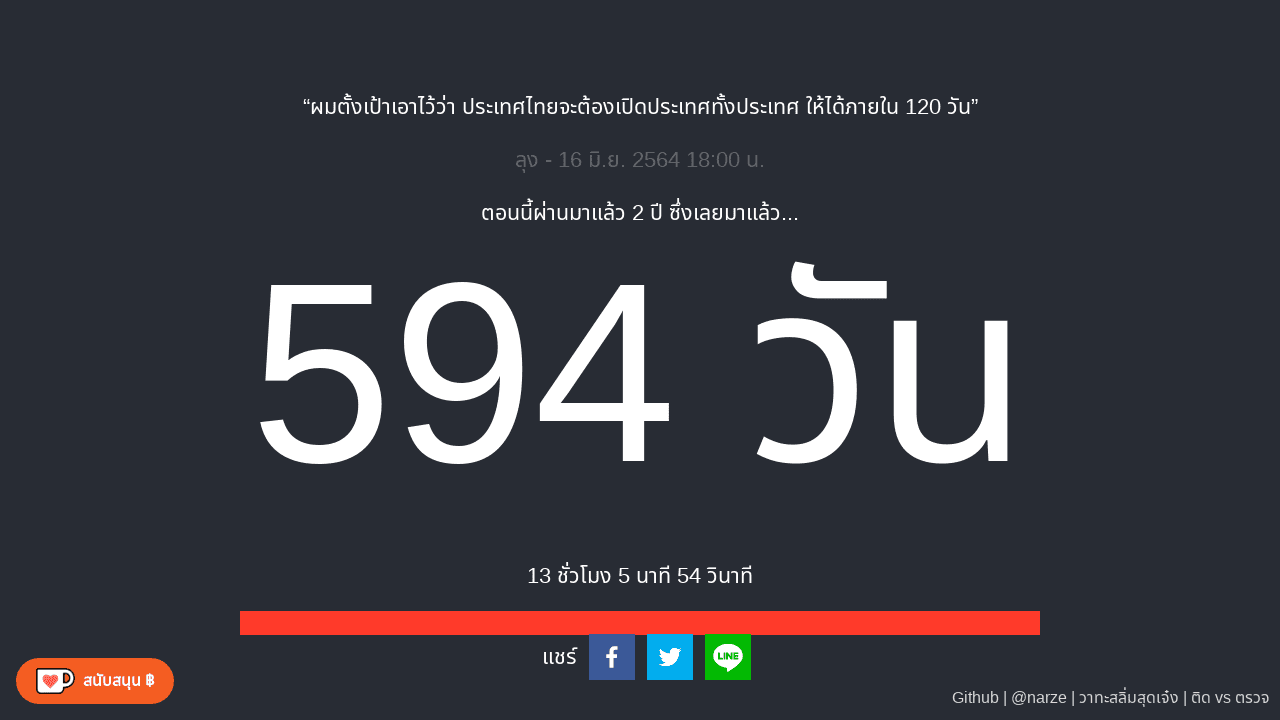 “ผมตั้งเป้าเอาไว้ว่า ประเทศไทยจะต้องเปิดประเทศทั้งประเทศ ให้ได้ภายใน 120 วัน”
ลุง - 16 มิ.ย. 2564 18:00 น.
ตอนนี้ผ่านมาแล้ว 2 ปี ซึ่งเลยมาแล้ว...
594 วัน
13 ชั่วโมง 5 นาที 54 วินาที
แชร์
LINE
สนับสนุน ฿
Github | @narze | วาทะสลิ่มสุดเจ๋ง | ติด vs ตรวจ